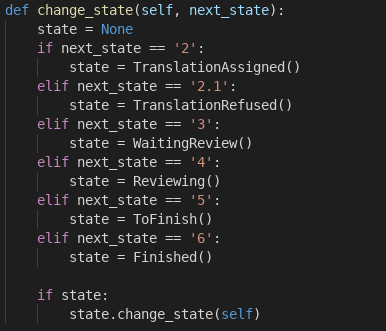 def change_state(self, next_state):
    state = None
    if next_state == '2':
        state = TranslationAssigned()
    elif next_state == '2.1':
        state = TranslationRefused()
    elif next_state == '3':
        state = WaitingReview()
    elif next_state == '4':
        state = Reviewing()
    elif next_state == '5':
        state = ToFinish()
    elif next_state == '6':
        state = Finished()

    if state:
        state.change_state(self)